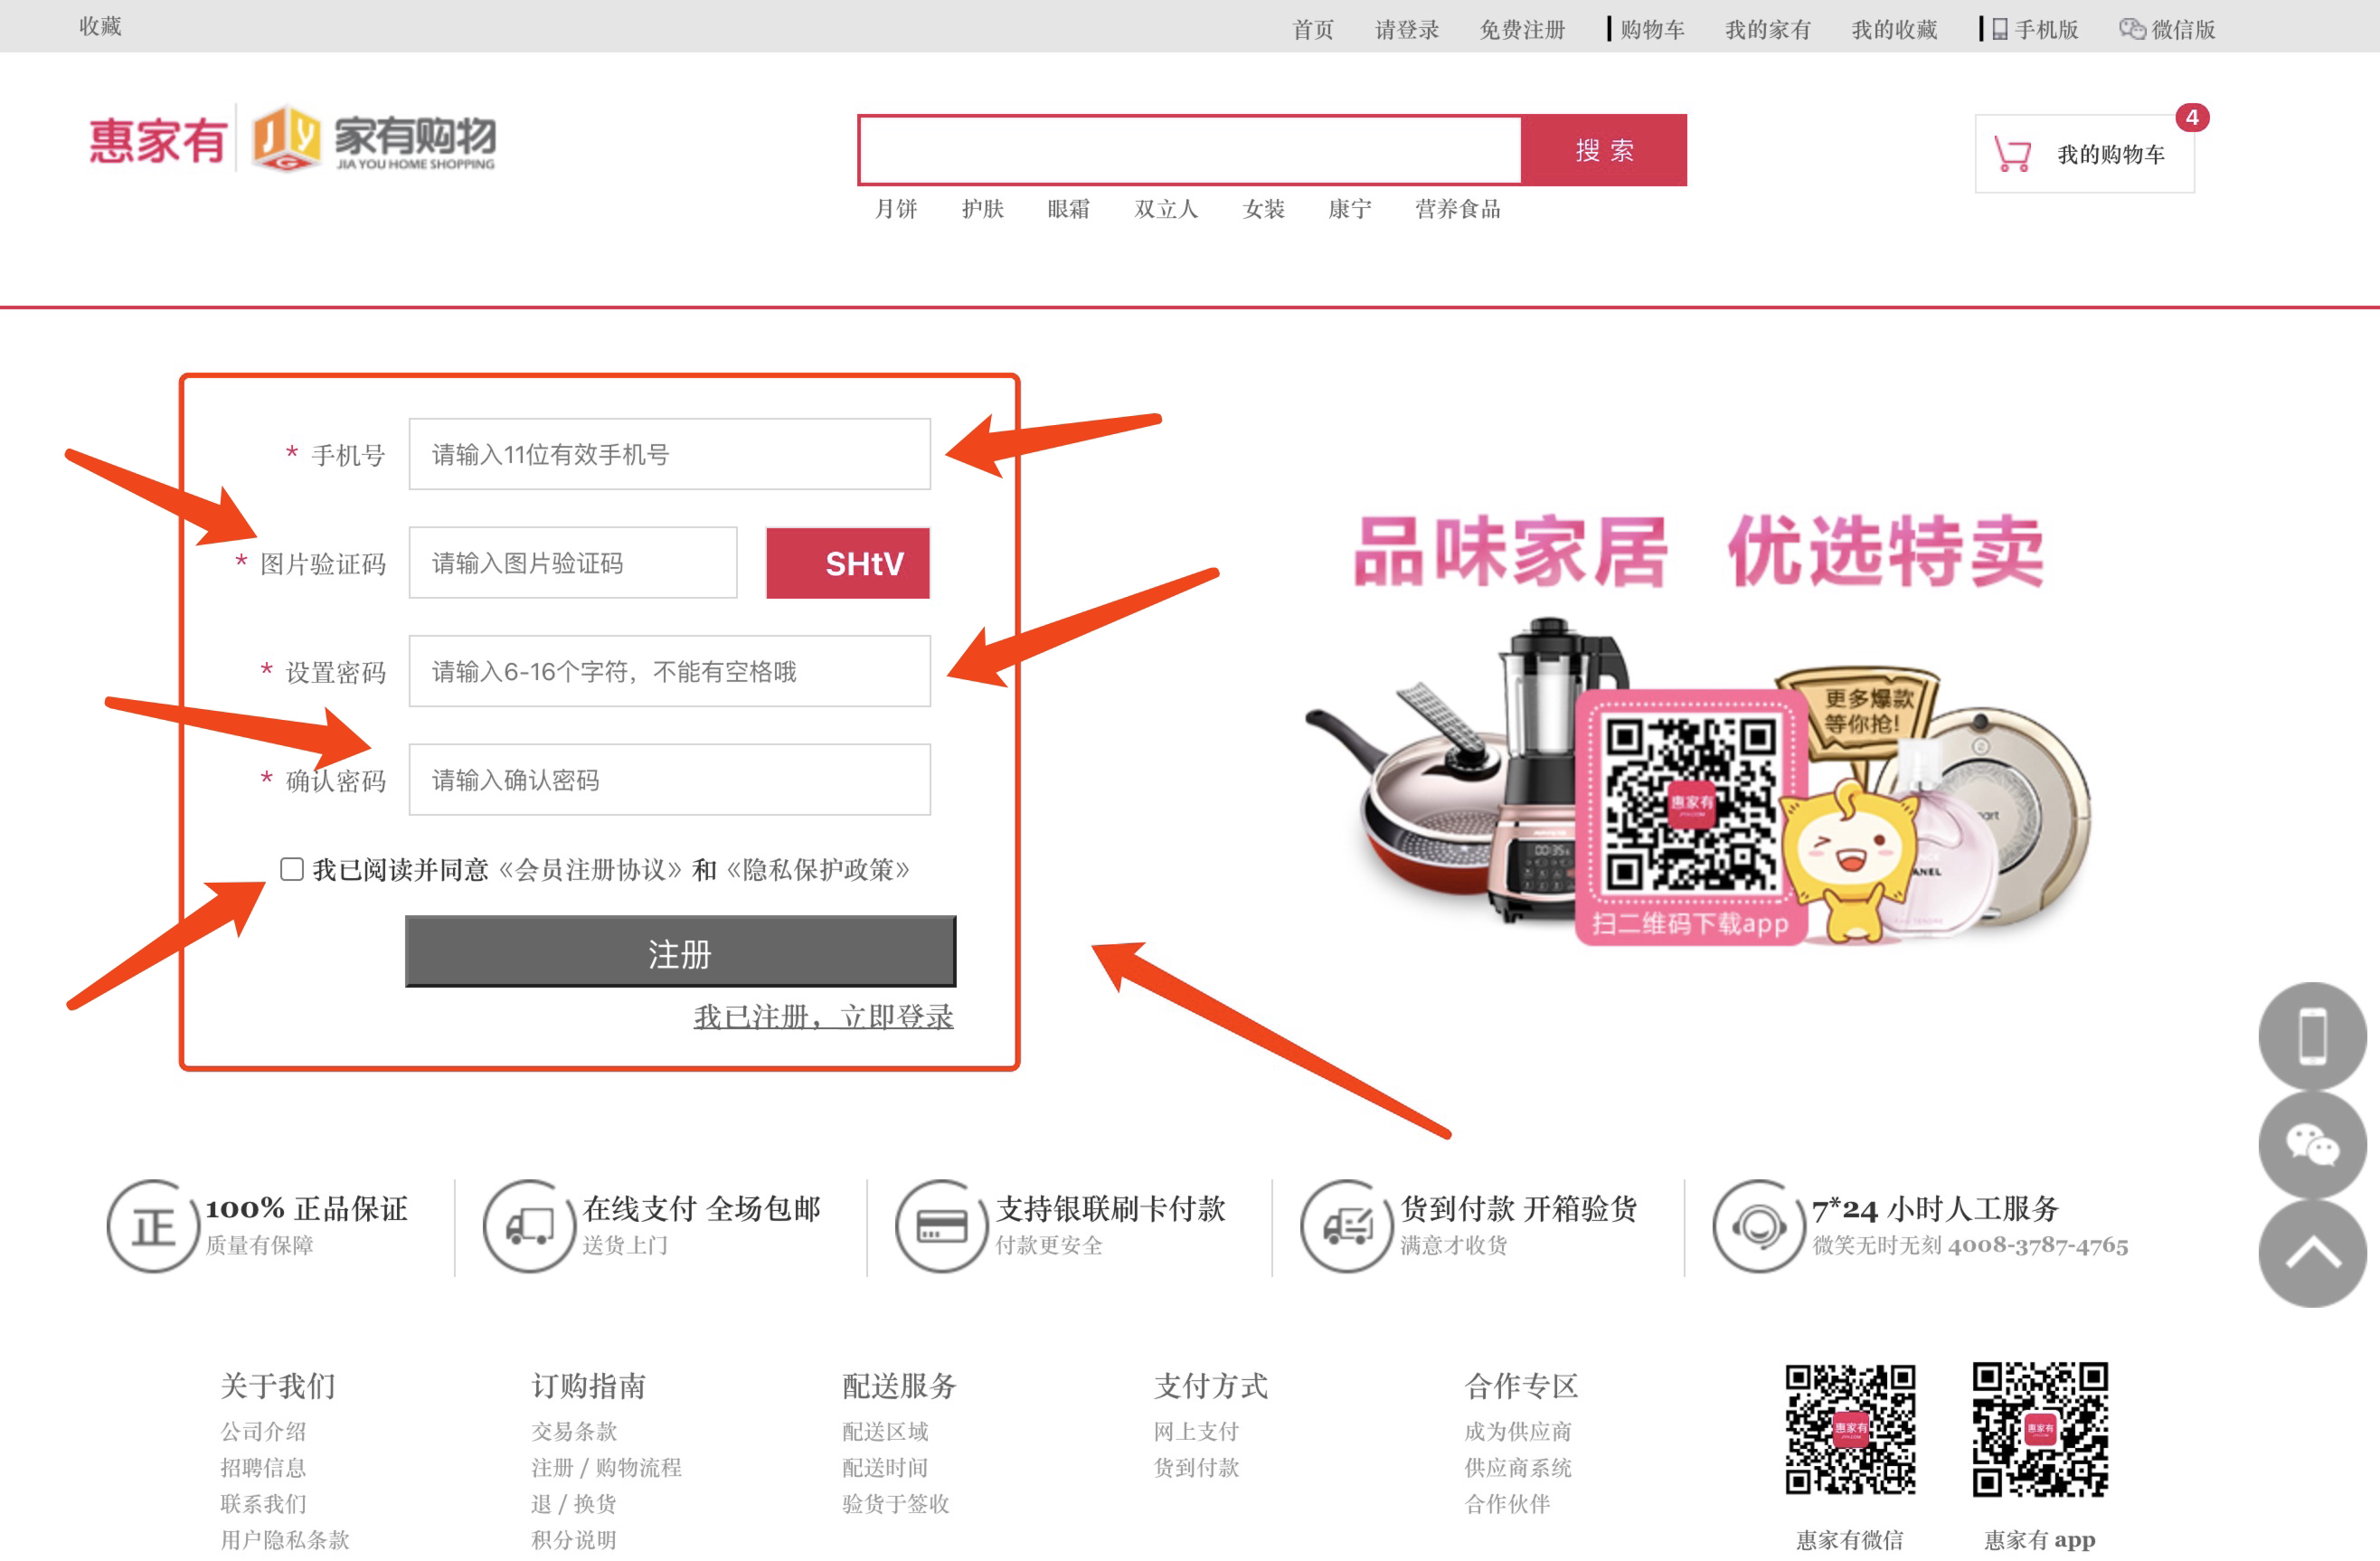 收藏
首页 请登录 免费注册 购物车 我的家有 我的收藏 手机版 微信版
惠家有 JYG 家有购物
JIA YOU HOME SHOPPING
搜索
4
我的购物车
月饼 护肤 眼霜 双立人 女装 康宁 营养食品
* 手机号 请输入11位有效手机号
* 图片验证码 请输入图片验证码 SHtV
* 设置密码 请输入6-16个字符，不能有空格哦
* 确认密码 请输入确认密码
我已阅读并同意《会员注册协议》和《隐私保护政策》
注册
我已注册，立即登录
品味家居 优选特卖
更多爆款
等你抢!
惠家有
扫二维码下载app
正
100% 正品保证
质量有保障
在线支付 全场包邮
送货上门
支持银联刷卡付款
付款更安全
货到付款 开箱验货
满意才收货
7*24 小时人工服务
微笑无时无刻 4008-3787-4765
关于我们
公司介绍
招聘信息
联系我们
用户隐私条款
订购指南
交易条款
注册 / 购物流程
退 / 换货
积分说明
配送服务
配送区域
配送时间
验货于签收
支付方式
网上支付
货到付款
合作专区
成为供应商
供应商系统
合作伙伴
惠家有
惠家有微信
惠家有
惠家有 app